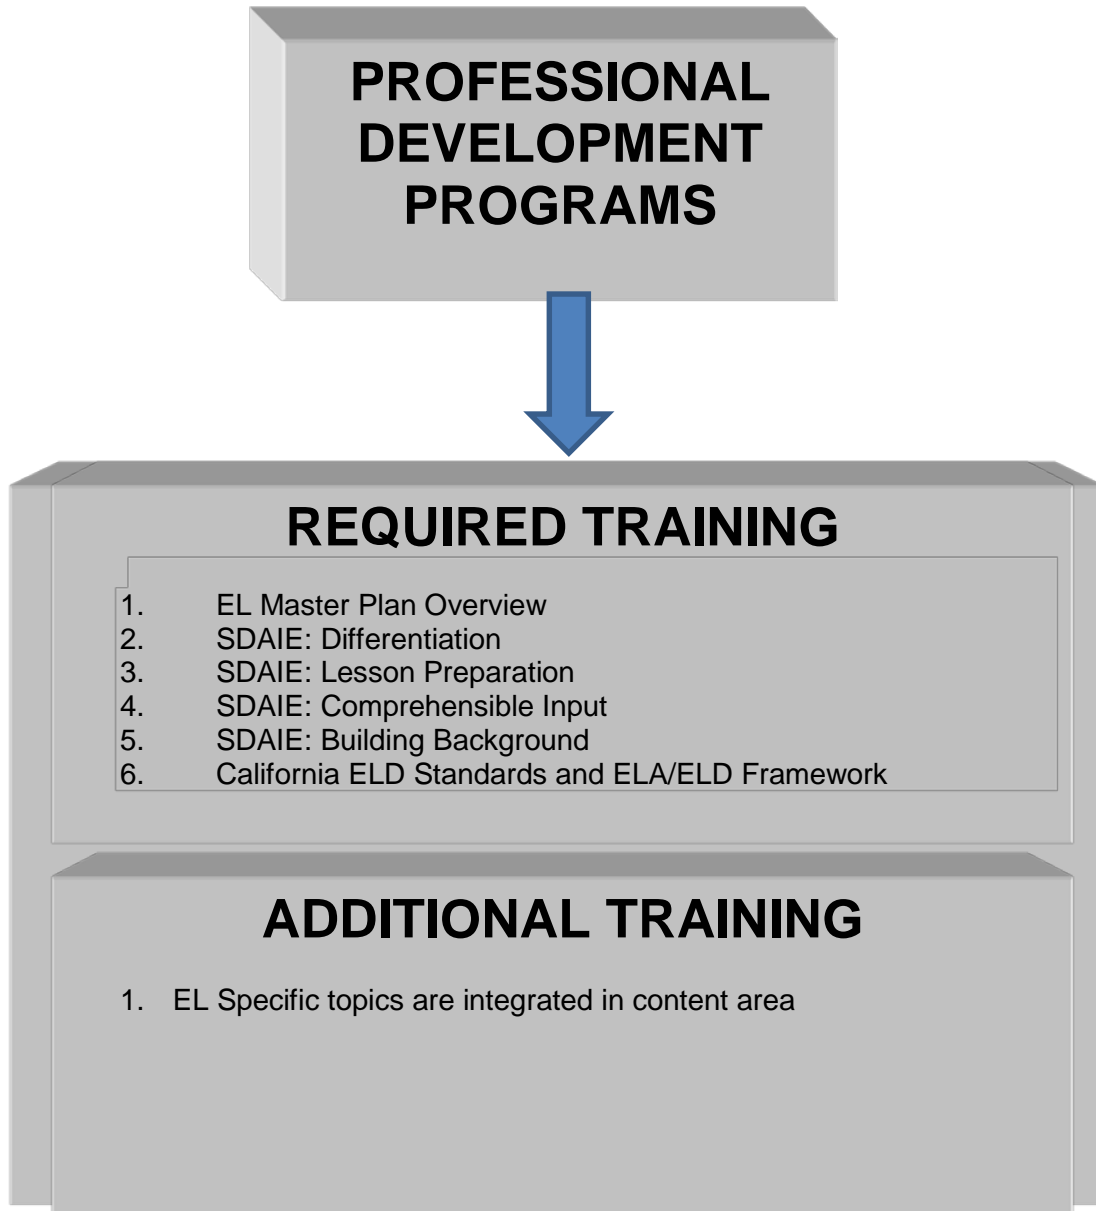 PROFESSIONAL
DEVELOPMENT
PROGRAMS
REQUIRED TRAINING
1. EL Master Plan Overview
2. SDAIE: Differentiation
3. SDAIE: Lesson Preparation
4. SDAIE: Comprehensible Input
5. SDAIE: Building Background
6. California ELD Standards and ELA/ELD Framework
ADDITIONAL TRAINING
1. EL Specific topics are integrated in content area